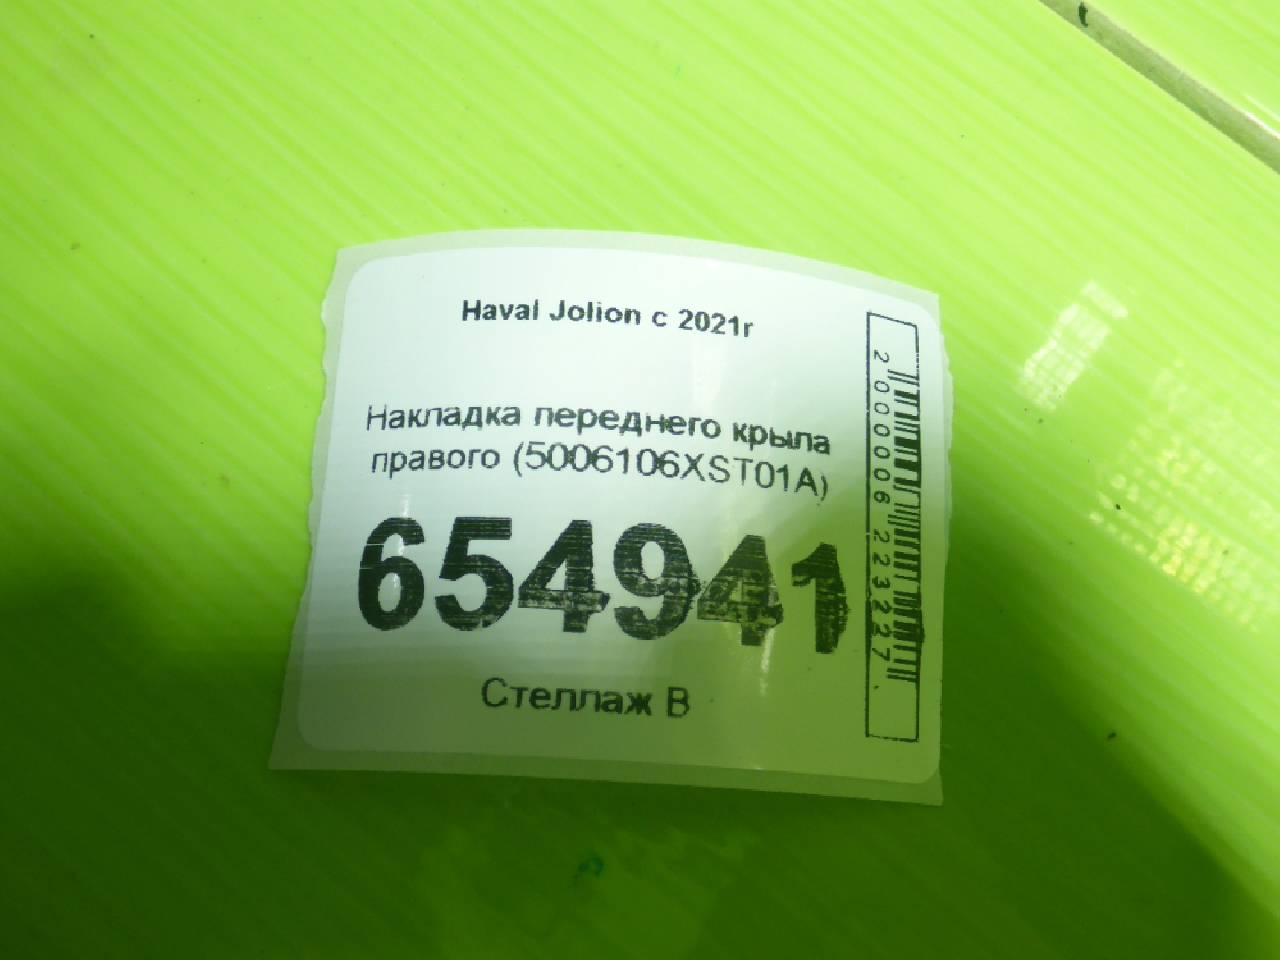 Haval Jolion с 2021г
Накладка переднего крыла
правого (5006106XST01A)
654941
Стеллаж В
2000006223227